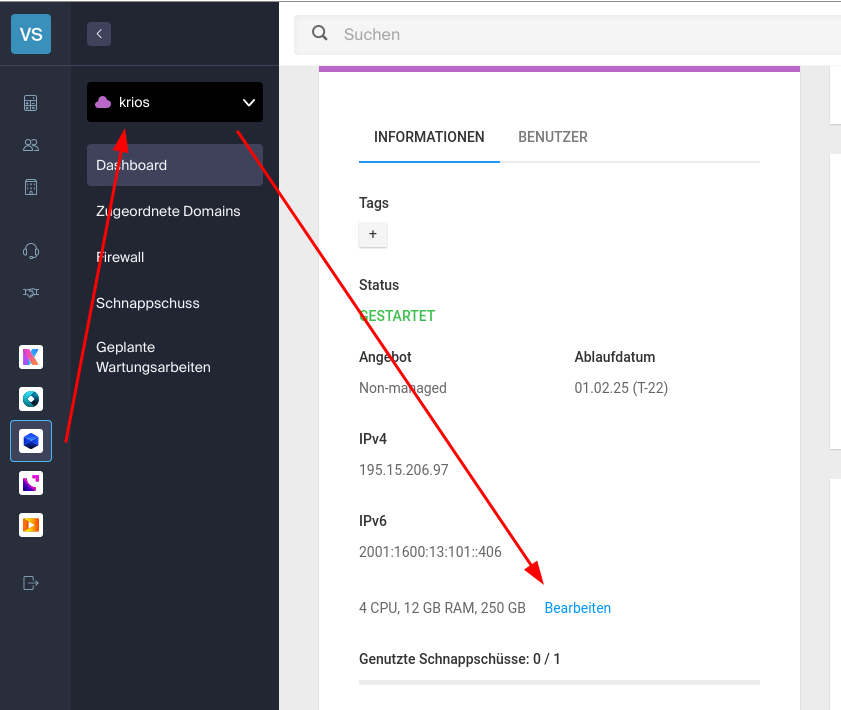 VS
krios
Dashboard
Zugeordnete Domains
Firewall
Schnappschuss
Geplante
Wartungsarbeiten
Suchen
INFORMATIONEN BENUTZER
Tags
+
Status
GESTARTET
Angebot Ablaufdatum
Non-managed 01.02.25 (T-22)
IPv4
195.15.206.97
IPv6
2001:1600:13:101::406
4 CPU, 12 GB RAM, 250 GB Bearbeiten
Genutzte Schnappschüsse: 0 / 1